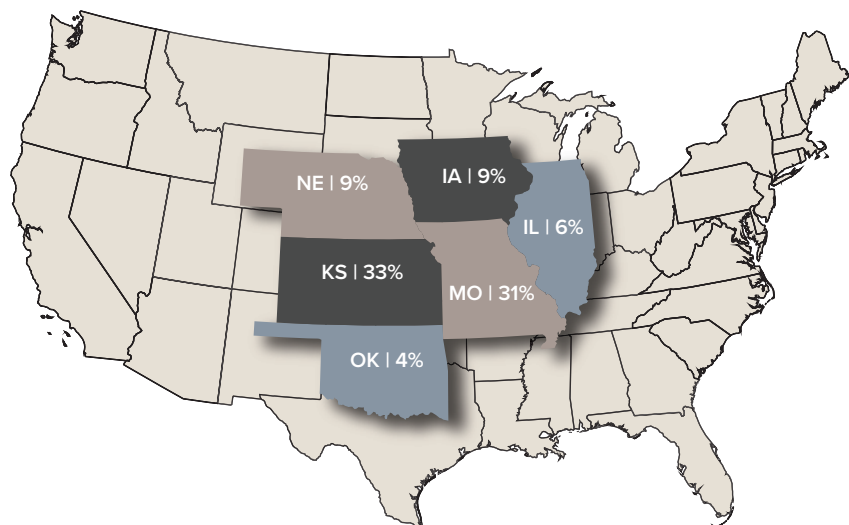 NE | 9%
IA | 9%
IL | 6%
KS | 33%
MO | 31%
OK | 4%